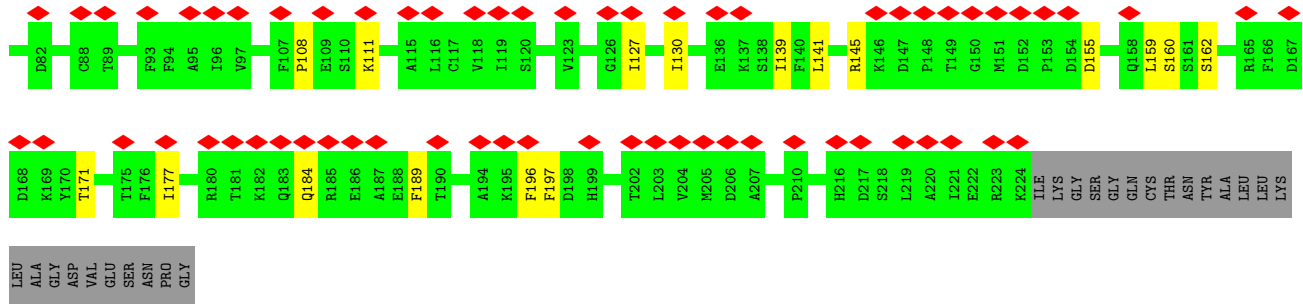 D82 C88 T89 F93 F94 A95 I96 V97 F107 P108 E109 S110 K111 A115 L116 C117 V118 I119 S120 V123 G126 I127 I130 E136 K137 S138 I139 F140 L141 R145 K146 D147 P148 T149 G150 M151 D152 P153 D154 D155 Q158 L159 S160 S161 S162 R165 F166 D167
D168 K169 Y170 T171 T175 F176 I177 R180 T181 K182 Q183 Q184 R185 E186 A187 E188 F189 T190 A194 K195 F196 F197 D198 H199 T202 L203 V204 M205 D206 A207 P210 H216 D217 S218 L219 A220 I221 E222 R223 K224 ILE LYS GLY SER GLY GLN CYS THR ASN TYR ALA LEU LEU LYS
LEU ALA GLY ASP VAL GLU SER ASN PRO GLY